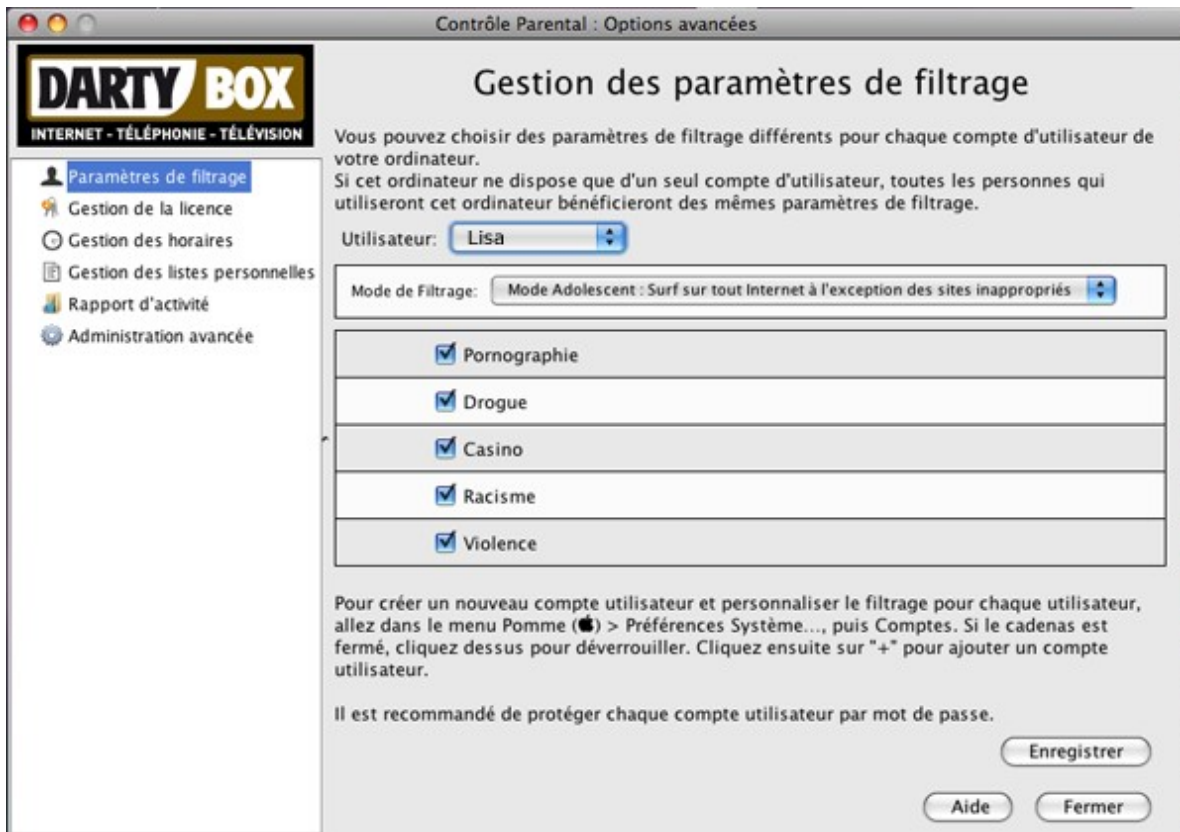 Contrôle Parental : Options avancées
DARTY BOX
INTERNET - TÉLÉPHONIE - TÉLÉVISION
Paramètres de filtrage
Gestion de la licence
Gestion des horaires
Gestion des listes personnelles
Rapport d'activité
Administration avancée
Gestion des paramètres de filtrage
Vous pouvez choisir des paramètres de filtrage différents pour chaque compte d'utilisateur de
votre ordinateur.
Si cet ordinateur ne dispose que d'un seul compte d'utilisateur, toutes les personnes qui
utiliseront cet ordinateur bénéficieront des mêmes paramètres de filtrage.
Utilisateur: Lisa
Mode de Filtrage: Mode Adolescent : Surf sur tout Internet à l'exception des sites inappropriés
Pornographie
Drogue
Casino
Racisme
Violence
Pour créer un nouveau compte utilisateur et personnaliser le filtrage pour chaque utilisateur,
allez dans le menu Pomme () > Préférences Système..., puis Comptes. Si le cadenas est
fermé, cliquez dessus pour déverrouiller. Cliquez ensuite sur "+" pour ajouter un compte
utilisateur.
Il est recommandé de protéger chaque compte utilisateur par mot de passe.
Enregistrer
Aide Fermer